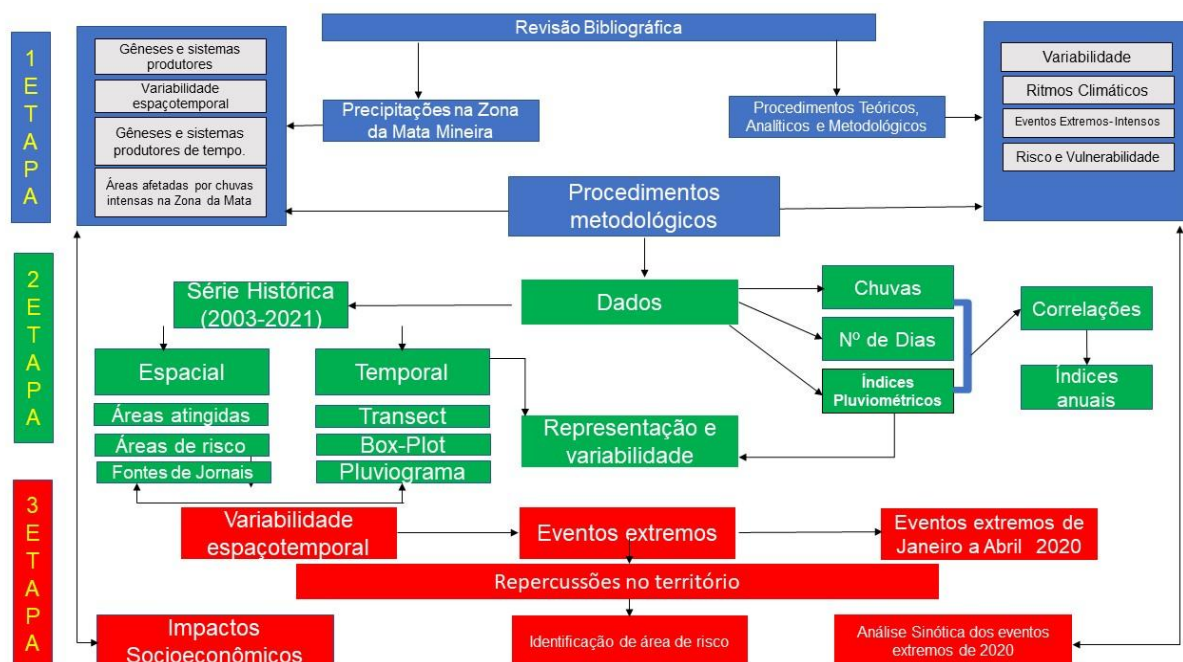 1
E
T
A
P
A
Revisão Bibliográfica
Gêneses e sistemas
produtores
Variabilidade
espaçotemporal
Gêneses e sistemas
produtores de tempo.
Áreas afetadas por chuvas
intensas na Zona da Mata
Precipitações na Zona
da Mata Mineira
Procedimentos Teóricos,
Analíticos e Metodológicos
Variabilidade
Ritmos Climáticos
Eventos Extremos- Intensos
Risco e Vulnerabilidade
Procedimentos
metodológicos
2
E
T
A
P
A
Série Histórica
(2003-2021)
Dados
Chuvas
Nº de Dias
Índices
Pluviométricos
Correlações
Índices
anuais
Espacial
Áreas atingidas
Áreas de risco
Fontes de Jornais
Temporal
Transect
Box-Plot
Pluviograma
Representação e
variabilidade
3
E
T
A
P
A
Variabilidade
espaçotemporal
Eventos extremos
Eventos extremos de
Janeiro a Abril 2020
Repercussões no território
Impactos
Socioeconômicos
Identificação de área de risco
Análise Sinótica dos eventos
extremos de 2020